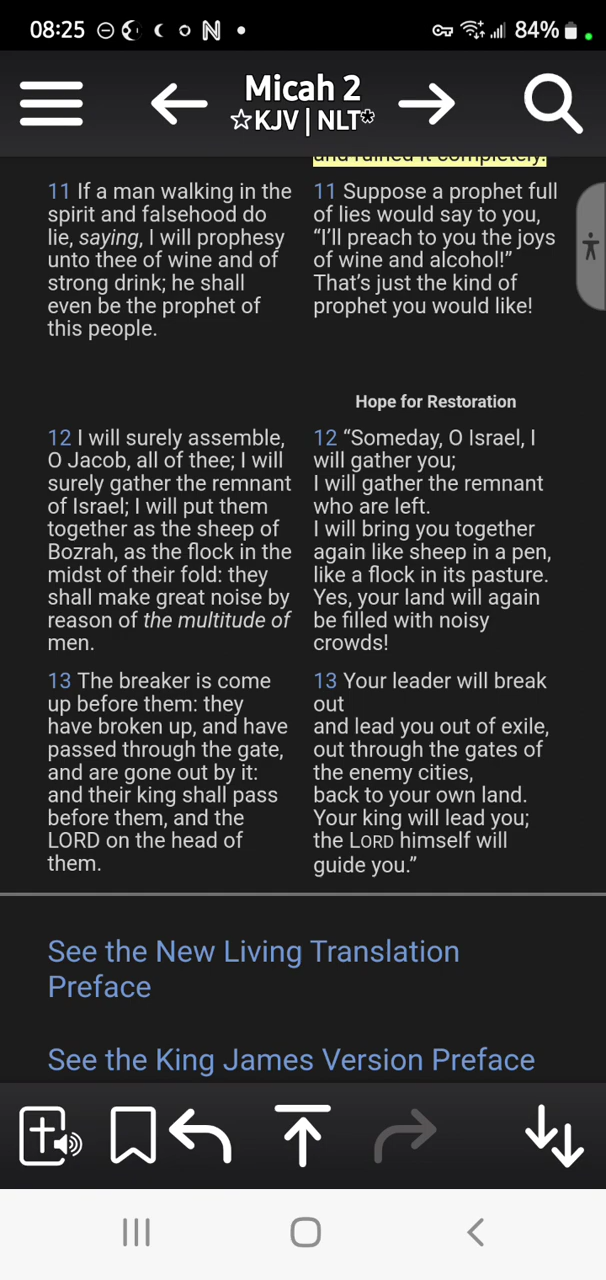 08:25
84%
Micah 2
☆KJV | NLT*
and ruined it completely!
11 If a man walking in the
spirit and falsehood do
lie, saying, I will prophesy
unto thee of wine and of
strong drink; he shall
even be the prophet of
this people.
11 Suppose a prophet full
of lies would say to you,
“I’ll preach to you the joys
of wine and alcohol!”
That’s just the kind of
prophet you would like!
Hope for Restoration
12 I will surely assemble,
O Jacob, all of thee; I will
surely gather the remnant
of Israel; I will put them
together as the sheep of
Bozrah, as the flock in the
midst of their fold: they
shall make great noise by
reason of the multitude of
men.
12 “Someday, O Israel, I
will gather you;
I will gather the remnant
who are left.
I will bring you together
again like sheep in a pen,
like a flock in its pasture.
Yes, your land will again
be filled with noisy
crowds!
13 The breaker is come
up before them: they
have broken up, and have
passed through the gate,
and are gone out by it:
and their king shall pass
before them, and the
LORD on the head of
them.
13 Your leader will break
out
and lead you out of exile,
out through the gates of
the enemy cities,
back to your own land.
Your king will lead you;
the LORD himself will
guide you.”
See the New Living Translation
Preface
See the King James Version Preface